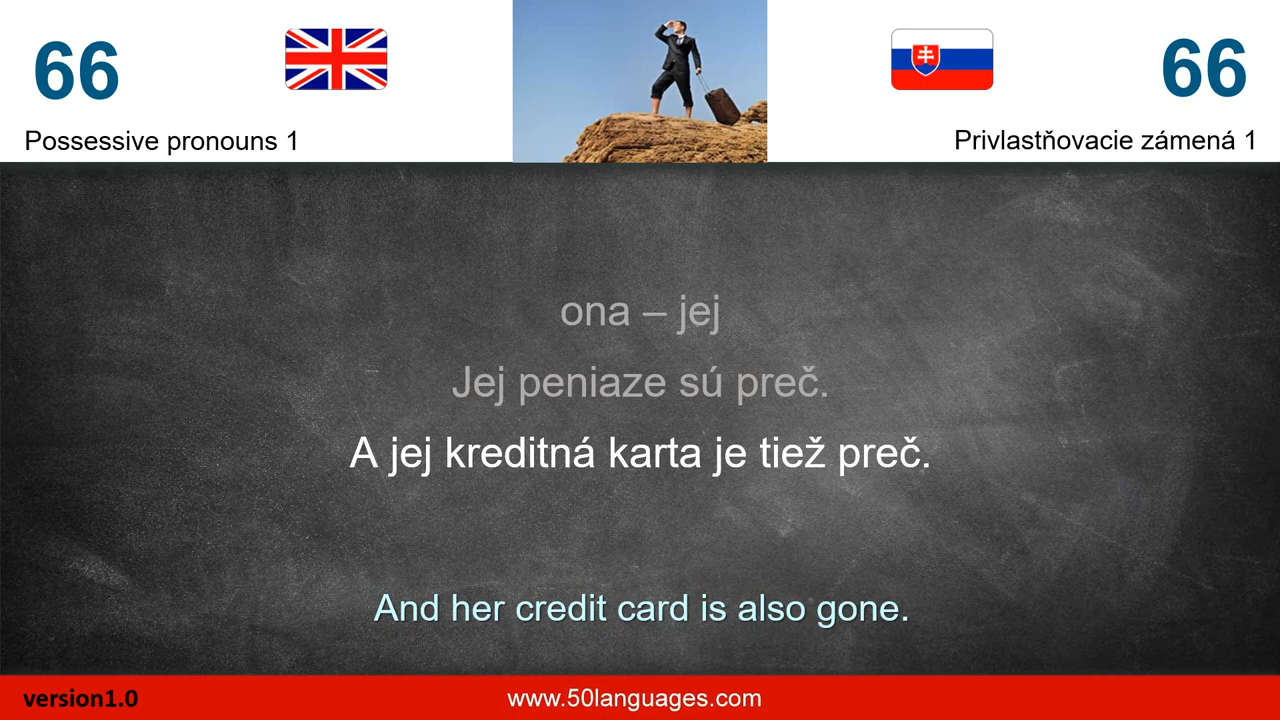 66
66
Possessive pronouns 1
Privlastňovacie zámená 1
ona – jej
Jej peniaze sú preč.
A jej kreditná karta je tiež preč.
And her credit card is also gone.
version1.0
www.50languages.com